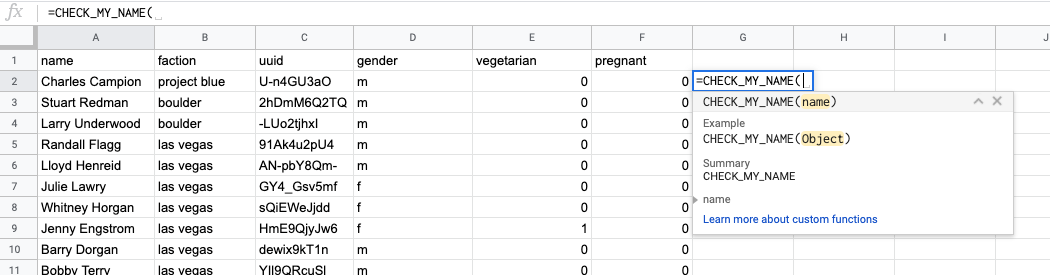 fx =CHECK_MY_NAME(
A B C D E F G H I J
1 name faction uuid gender vegetarian pregnant
2 Charles Campion project blue U-n4GU3aO m 0 0 =CHECK_MY_NAME(
3 Stuart Redman boulder 2hDmM6Q2TQ m 0 0 CHECK_MY_NAME(name)
4 Larry Underwood boulder -LUo2tjhxl m 0 0 Example
5 Randall Flagg las vegas 91Ak4u2pU4 m 0 0 CHECK_MY_NAME(Object)
6 Lloyd Henreid las vegas AN-pbY8Qm- m 0 0 Summary
CHECK_MY_NAME
7 Julie Lawry las vegas GY4_Gsv5mf f 0 0
8 Whitney Horgan las vegas sQiEWeJjdd f 0 0 name
9 Jenny Engstrom las vegas HmE9QjyJw6 f 1 0 Learn more about custom functions
10 Barry Dorgan las vegas dewix9kT1n m 0 0
11 Bobby Terry las vegas m 0 0